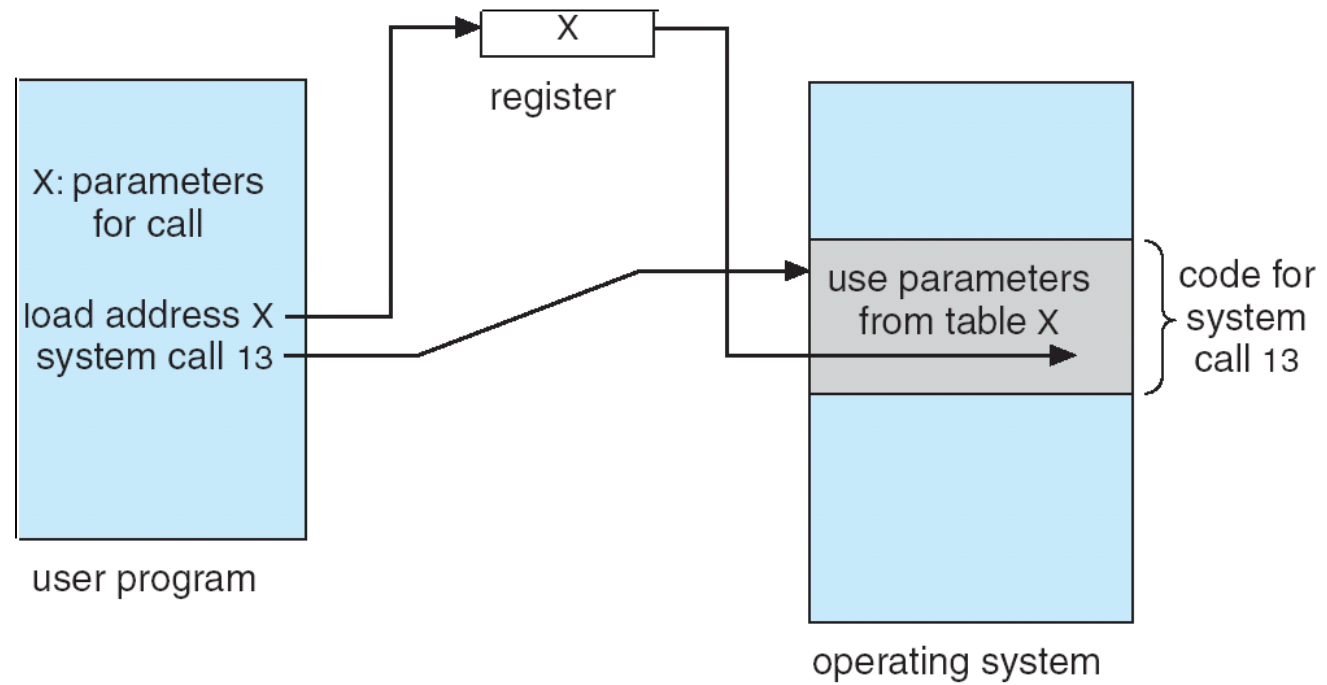 X
register
X: parameters
for call
load address X
system call 13
user program
use parameters
from table X
code for
system
call 13
operating system